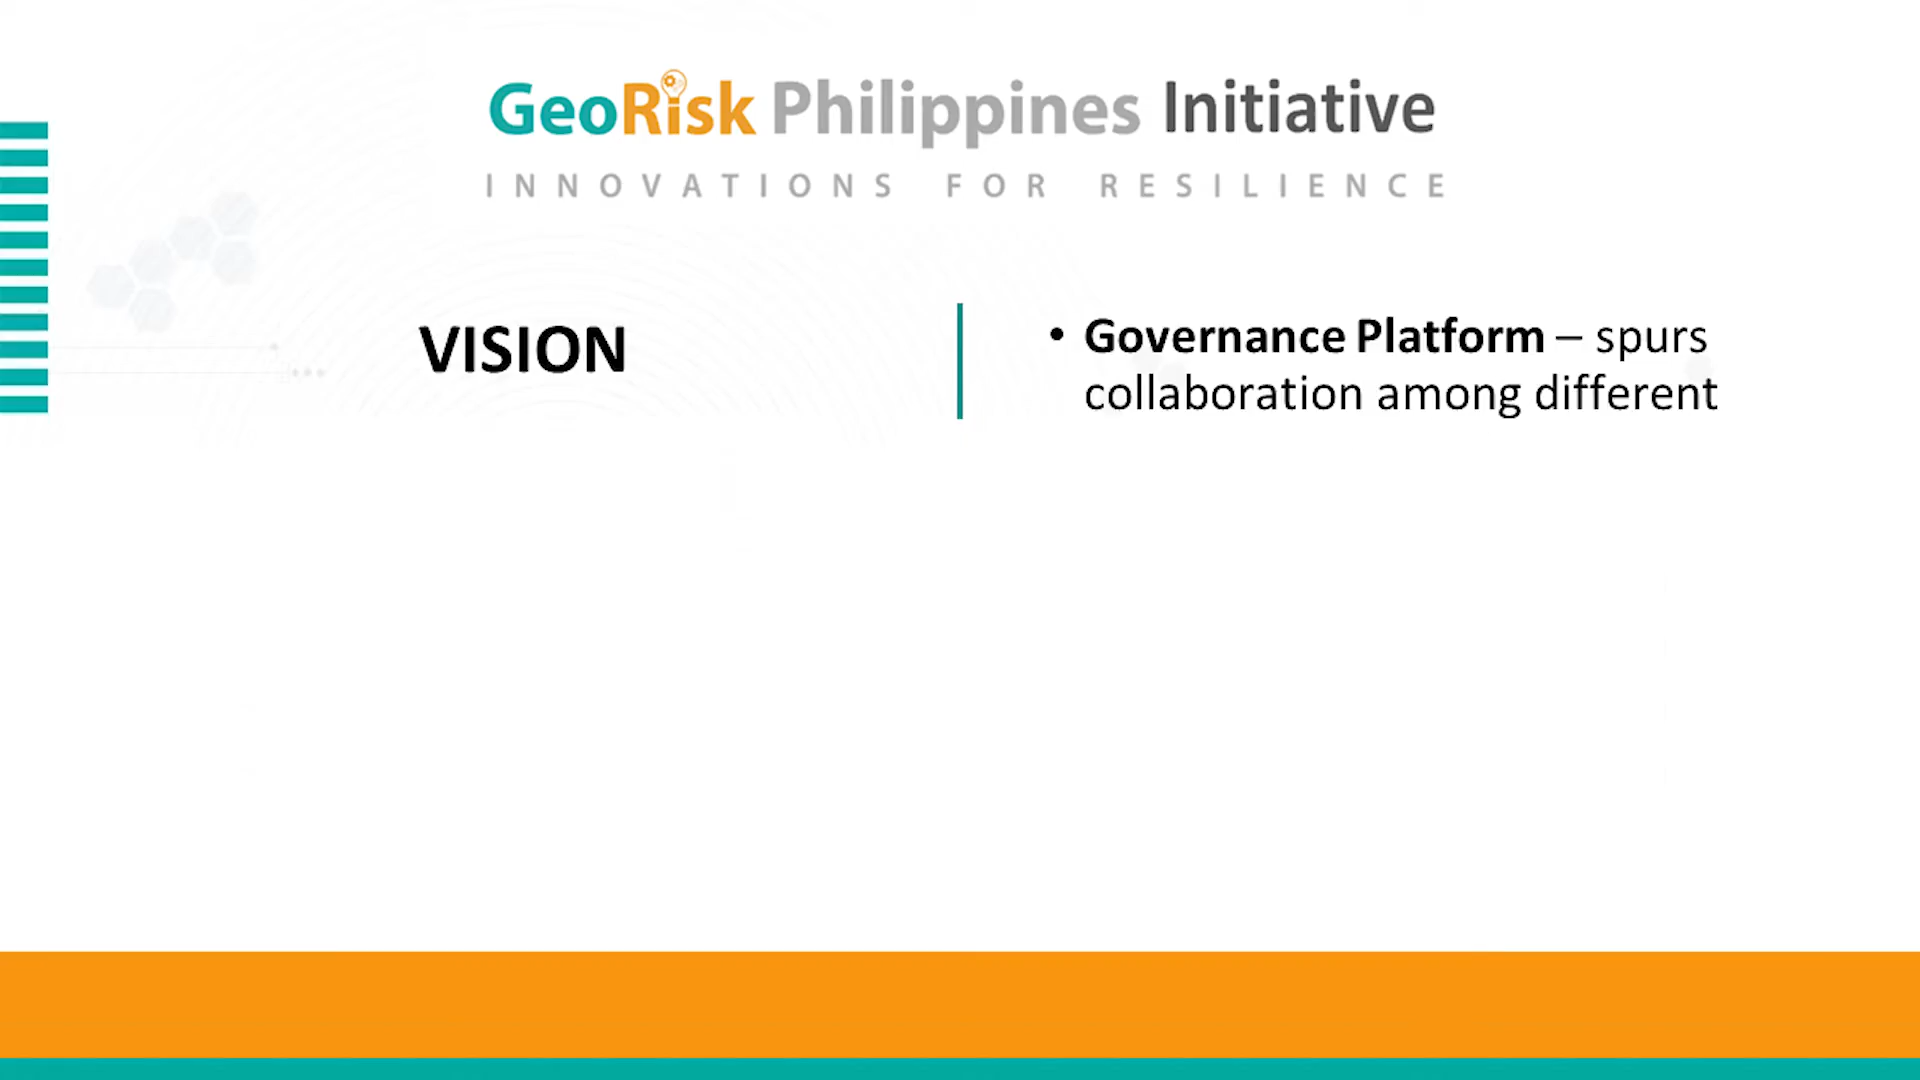 GeoRisk Philippines Initiative
INNOVATIONS FOR RESILIENCE
VISION
• Governance Platform – spurs
collaboration among different